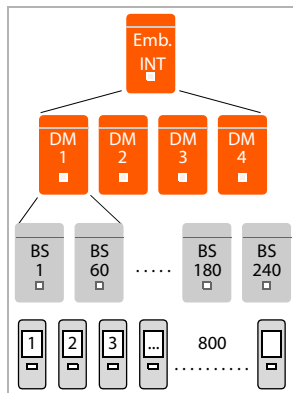 Emb.
INT
DM DM DM DM
1 2 3 4
BS BS BS BS
1 60 ..... 180 240
1 2 3 ... 800
.........